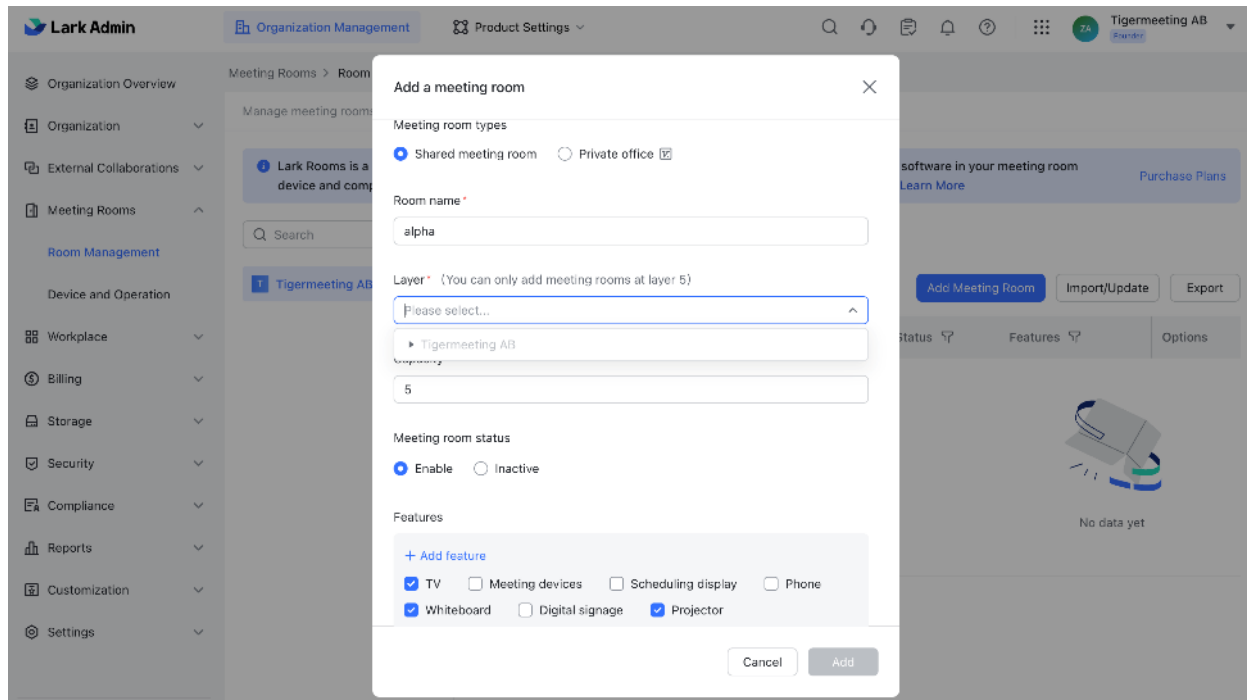 Lark Admin
Organization Management
Product Settings
ZA
Tigermeeting AB
Founder
Organization Overview
Organization
External Collaborations
Meeting Rooms
Room Management
Device and Operation
Workplace
Billing
Storage
Security
Compliance
Reports
Customization
Settings
Meeting Rooms > Room
Manage meeting rooms
Lark Rooms is a
device and comp
software in your meeting room
Learn More
Purchase Plans
Search
T Tigermeeting AB
Add Meeting Room
Import/Update
Export
Status
Features
Options
No data yet
Add a meeting room
Meeting room types
Shared meeting room
Private office
Room name*
alpha
Layer* (You can only add meeting rooms at layer 5)
Please select...
Tigermeeting AB
Capacity
5
Meeting room status
Enable
Inactive
Features
+ Add feature
TV
Meeting devices
Scheduling display
Phone
Whiteboard
Digital signage
Projector
Cancel
Add